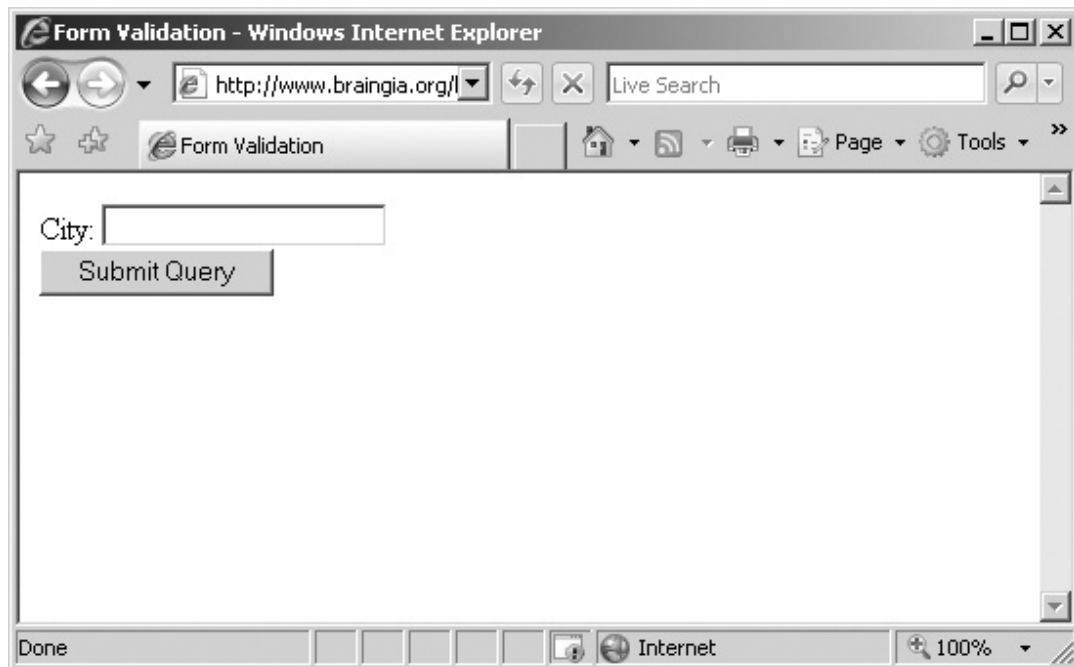 Form Validation - Windows Internet Explorer
http://www.braingia.org/l
Live Search
Form Validation
Page
Tools
»
City:
Submit Query
Done
Internet
100%